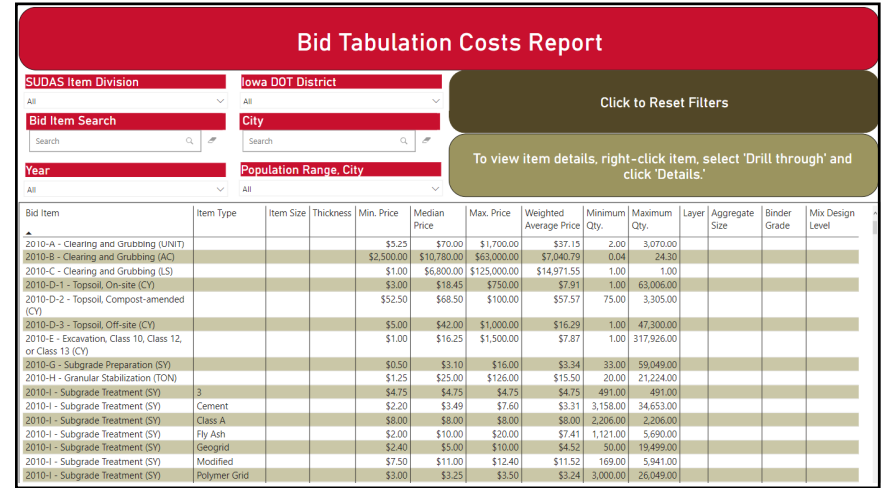 Bid Tabulation Costs Report
SUDAS Item Division
Iowa DOT District
All
All
Click to Reset Filters
Bid Item Search
City
Search
Search
To view item details, right-click item, select 'Drill through' and
click 'Details.'
Year
Population Range, City
All
All
Bid Item Item Type Item Size Thickness Min. Price Median Price Max. Price Weighted Average Price Minimum Qty. Maximum Qty. Layer Aggregate Size Binder Grade Mix Design Level
2010-A - Clearing and Grubbing (UNIT) $5.25 $70.00 $1,700.00 $37.15 2.00 3,070.00
2010-B - Clearing and Grubbing (AC) $2,500.00 $10,780.00 $63,000.00 $7,040.79 0.04 24.30
2010-C - Clearing and Grubbing (LS) $1.00 $6,800.00 $125,000.00 $14,971.55 1.00 1.00
2010-D-1 - Topsoil, On-site (CY) $3.00 $18.45 $750.00 $7.91 1.00 63,006.00
2010-D-2 - Topsoil, Compost-amended $52.50 $68.50 $100.00 $57.57 75.00 3,305.00
(CY)
2010-D-3 - Topsoil, Off-site (CY) $5.00 $42.00 $1,000.00 $16.29 1.00 47,300.00
2010-E - Excavation, Class 10, Class 12, $1.00 $16.25 $1,500.00 $7.87 1.00 317,926.00
or Class 13 (CY)
2010-G - Subgrade Preparation (SY) $0.50 $3.10 $16.00 $3.34 33.00 59,049.00
2010-H - Granular Stabilization (TON) $1.25 $25.00 $126.00 $15.50 20.00 21,224.00
2010-I - Subgrade Treatment (SY) 3 $4.75 $4.75 $4.75 $4.75 491.00 491.00
2010-I - Subgrade Treatment (SY) Cement $2.20 $3.49 $7.60 $3.31 3,158.00 34,653.00
2010-I - Subgrade Treatment (SY) Class A $8.00 $8.00 $8.00 $8.00 2,206.00 2,206.00
2010-I - Subgrade Treatment (SY) Fly Ash $2.00 $10.00 $20.00 $7.41 1,121.00 5,690.00
2010-I - Subgrade Treatment (SY) Geogrid $2.40 $5.00 $10.00 $4.52 50.00 19,499.00
2010-I - Subgrade Treatment (SY) Modified $7.50 $11.00 $12.40 $11.52 169.00 5,941.00
2010-I - Subgrade Treatment (SY) Polymer Grid $3.00 $3.25 $3.50 $3.24 3,000.00 26,049.00